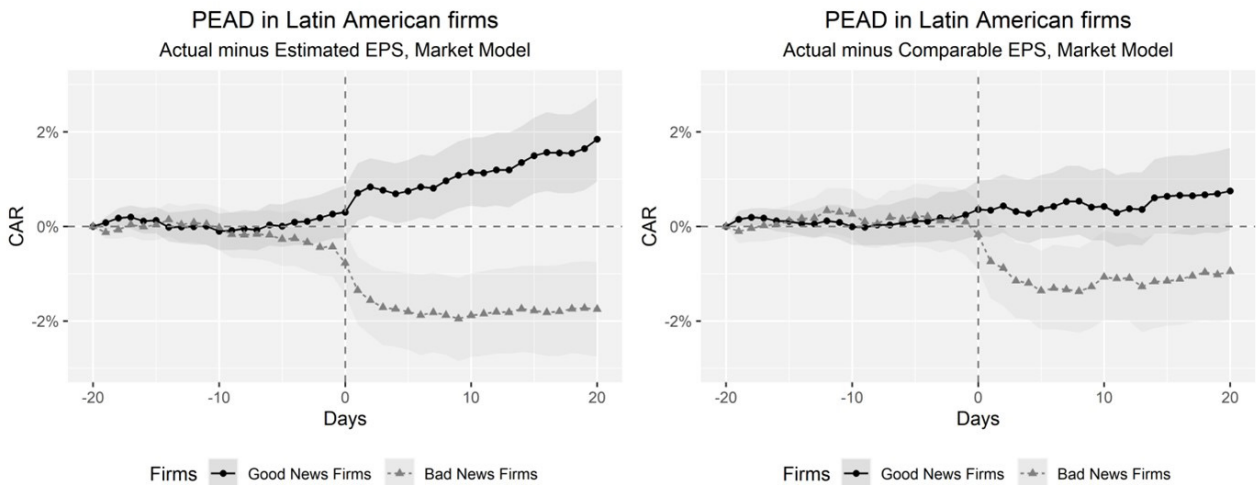 PEAD in Latin American firms
Actual minus Estimated EPS, Market Model
CAR
2%
0%
-2%
-20
-10
0
10
20
Days
Firms Good News Firms Bad News Firms
PEAD in Latin American firms
Actual minus Comparable EPS, Market Model
CAR
2%
0%
-2%
-20
-10
0
10
20
Days
Firms Good News Firms Bad News Firms